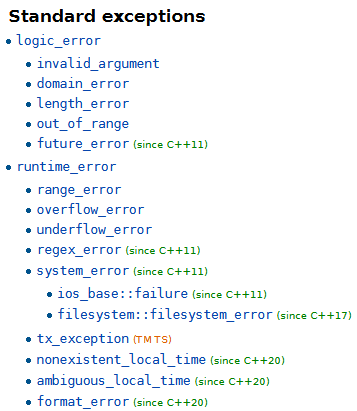 Standard exceptions
logic_error
invalid_argument
domain_error
length_error
out_of_range
future_error (since C++11)
runtime_error
range_error
overflow_error
underflow_error
regex_error (since C++11)
system_error (since C++11)
ios_base::failure (since C++11)
filesystem::filesystem_error (since C++17)
tx_exception (TM TS)
nonexistent_local_time (since C++20)
ambiguous_local_time (since C++20)
format_error (since C++20)